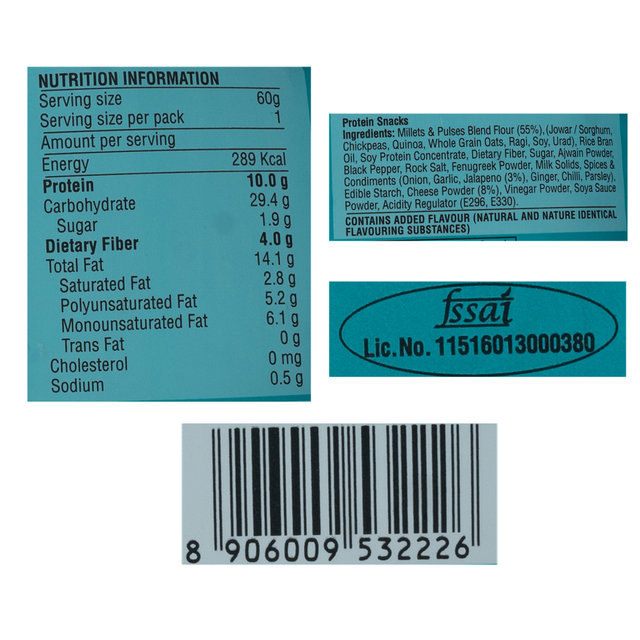 NUTRITION INFORMATION
Serving size 60g
Serving size per pack 1
Amount per serving
Energy 289 Kcal
Protein 10.0 g
Carbohydrate 29.4 g
Sugar 1.9 g
Dietary Fiber 4.0 g
Total Fat 14.1 g
Saturated Fat 2.8 g
Polyunsaturated Fat 5.2 g
Monounsaturated Fat 6.1 g
Trans Fat 0 g
Cholesterol 0 mg
Sodium 0.5 g
Protein Snacks
Ingredients: Millets & Pulses Blend Flour (55%), (Jowar / Sorghum,
Chickpeas, Quinoa, Whole Grain Oats, Ragi, Soy, Urad), Rice Bran
Oil, Soy Protein Concentrate, Dietary Fiber, Sugar, Ajwain Powder,
Black Pepper, Rock Salt, Fenugreek Powder, Milk Solids, Spices &
Condiments (Onion, Garlic, Jalapeno (3%), Ginger, Chilli, Parsley),
Edible Starch, Cheese Powder (8%), Vinegar Powder, Soya Sauce
Powder, Acidity Regulator (E296, E330).
CONTAINS ADDED FLAVOUR (NATURAL AND NATURE IDENTICAL
FLAVOURING SUBSTANCES)
fssai
Lic. No. 11516013000380
8 906009 532226